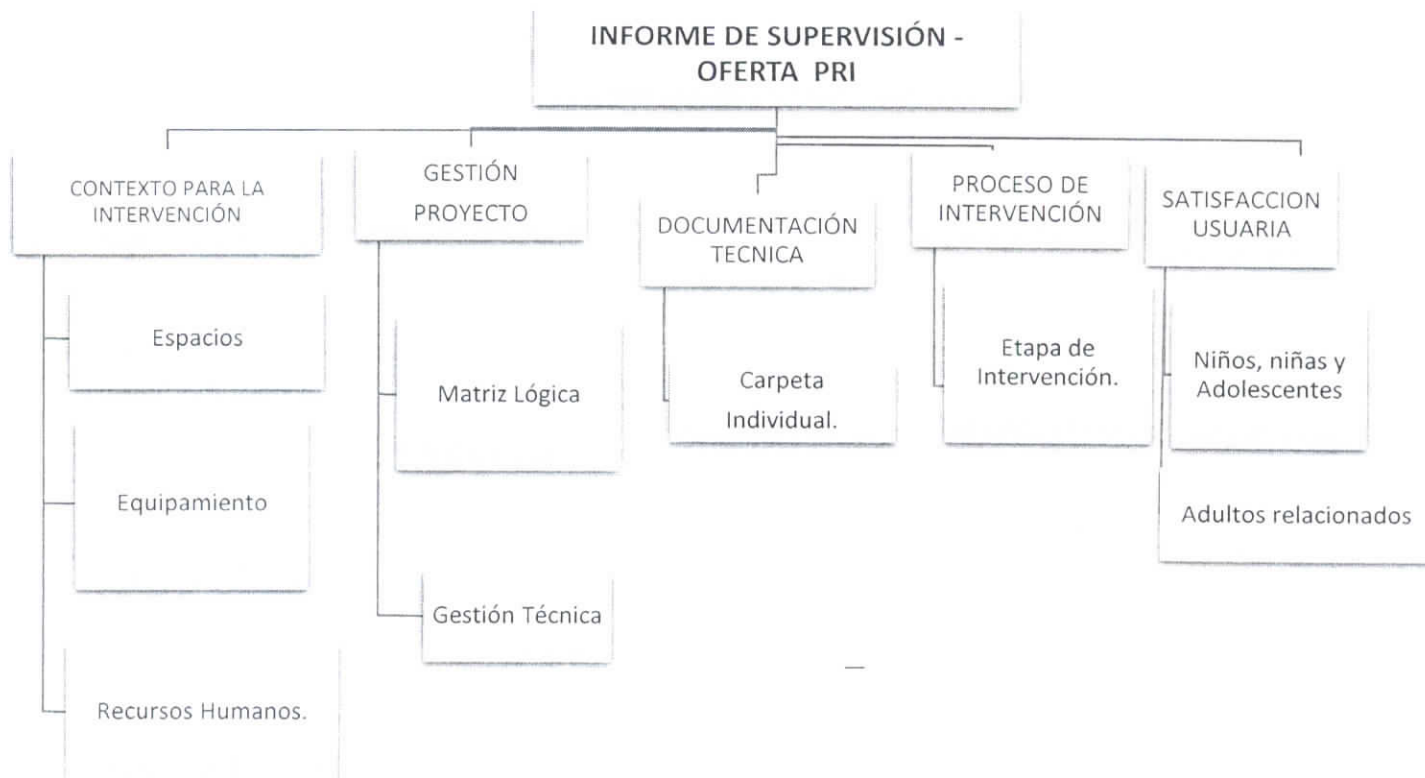 INFORME DE SUPERVISIÓN -
OFERTA PRI
CONTEXTO PARA LA
INTERVENCIÓN
Espacios
Equipamiento
Recursos Humanos.
GESTIÓN
PROYECTO
Matriz Lógica
Gestión Técnica
DOCUMENTACIÓN
TECNICA
Carpeta
Individual.
PROCESO DE
INTERVENCIÓN
Etapa de
Intervención.
SATISFACCION
USUARIA
Niños, niñas y
Adolescentes
Adultos relacionados